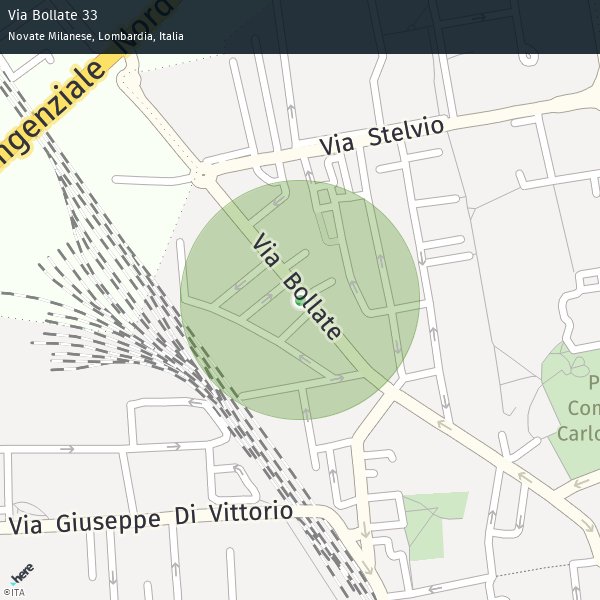 Via Bollate 33
Novate Milanese, Lombardia, Italia
ngenziale Nord
Via Stelvio
Via Bollate
P
Com
Carlo
Via Giuseppe Di Vittorio
here
©ITA